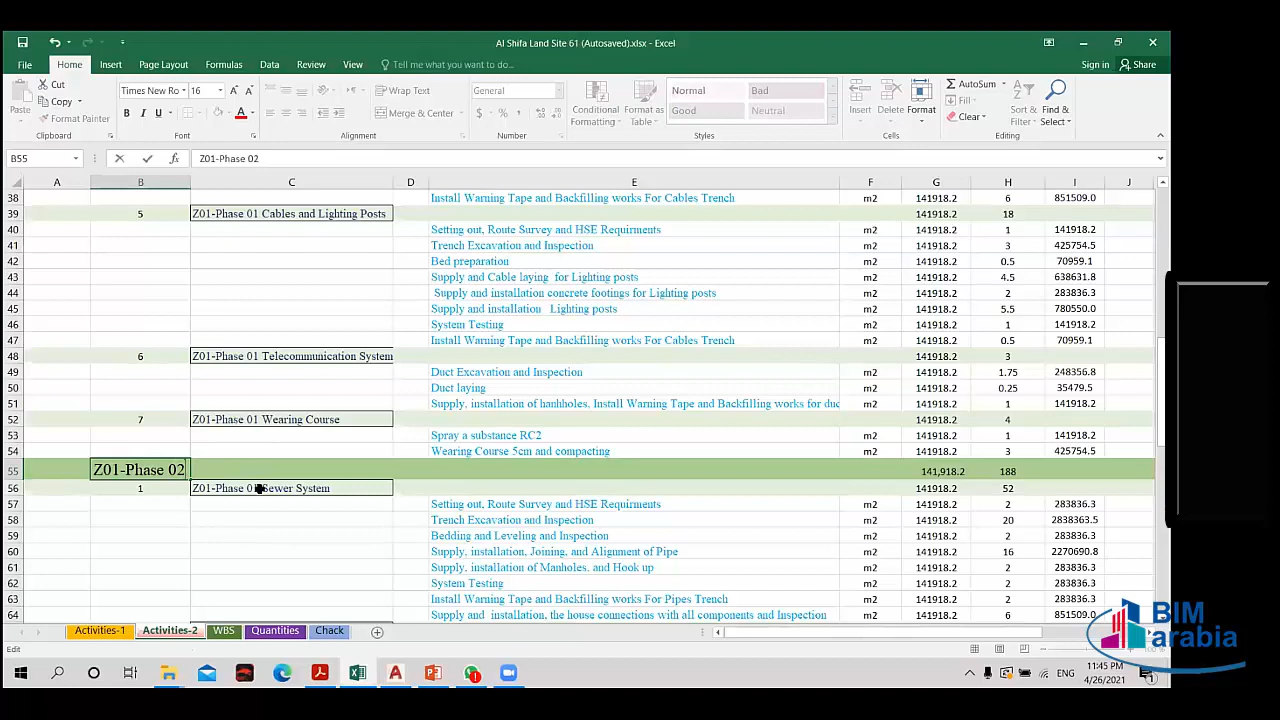 Al Shifa Land Site 61 (Autosaved).xlsx - Excel
File Home Insert Page Layout Formulas Data Review View Tell me what you want to do... Sign in Share
Paste Cut Copy Format Painter Clipboard
Times New Ro 16 B I U A Font
Wrap Text Merge & Center Alignment
General $ % , Number
Conditional Formatting Format as Table Normal Bad Good Neutral Styles
Insert Delete Format Cells
AutoSum Fill Clear Sort & Filter Find & Select Editing
B55 fx Z01-Phase 02
A B C D E F G H I J
38 Install Warning Tape and Backfilling works For Cables Trench m2 141918.2 6 851509.0
39 5 Z01-Phase 01 Cables and Lighting Posts 141918.2 18
40 Setting out, Route Survey and HSE Requirments m2 141918.2 1 141918.2
41 Trench Excavation and Inspection m2 141918.2 3 425754.5
42 Bed preparation m2 141918.2 0.5 70959.1
43 Supply and Cable laying for Lighting posts m2 141918.2 4.5 638631.8
44 Supply and installation concrete footings for Lighting posts m2 141918.2 2 283836.3
45 Supply and installation Lighting posts m2 141918.2 5.5 780550.0
46 System Testing m2 141918.2 1 141918.2
47 Install Warning Tape and Backfilling works For Cables Trench m2 141918.2 0.5 70959.1
48 6 Z01-Phase 01 Telecommunication System 141918.2 3
49 Duct Excavation and Inspection m2 141918.2 1.75 248356.8
50 Duct laying m2 141918.2 0.25 35479.5
51 Supply, installation of hanhholes, Install Warning Tape and Backfilling works for duc m2 141918.2 1 141918.2
52 7 Z01-Phase 01 Wearing Course 141918.2 4
53 Spray a substance RC2 m2 141918.2 1 141918.2
54 Wearing Course 5cm and compacting m2 141918.2 3 425754.5
55 Z01-Phase 02 141,918.2 188
56 1 Z01-Phase 01 Sewer System 141918.2 52
57 Setting out, Route Survey and HSE Requirments m2 141918.2 2 283836.3
58 Trench Excavation and Inspection m2 141918.2 20 2838363.5
59 Bedding and Leveling and Inspection m2 141918.2 2 283836.3
60 Supply, installation, Joining, and Alignment of Pipe m2 141918.2 16 2270690.8
61 Supply, installation of Manholes, and Hook up m2 141918.2 2 283836.3
62 System Testing m2 141918.2 2 283836.3
63 Install Warning Tape and Backfilling works For Pipes Trench m2 141918.2 2 283836.3
64 Supply and installation, the house connections with all components and Inspection m2 141918.2 6 851509.0
Activities-1 Activities-2 WBS Quantities Chack
Edit
BIM arabia
ENG 11:45 PM
4/26/2021